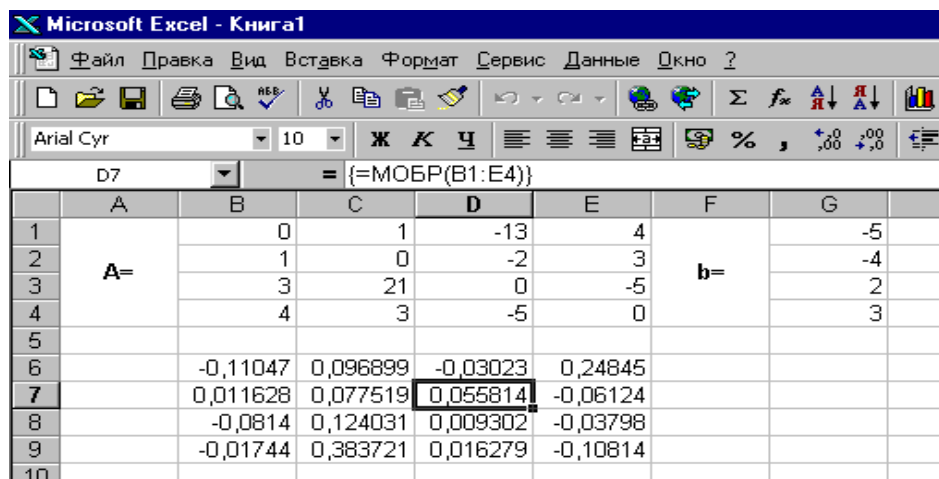 Microsoft Excel - Книга1
Файл Правка Вид Вставка Формат Сервис Данные Окно ?
Arial Cyr 10 Ж К Ч % , ,00
D7 = {=МОБР(B1:E4)}
A B C D E F G
1 0 1 -13 4 -5
2 1 0 -2 3 -4
A= b=
3 3 21 0 -5 2
4 4 3 -5 0 3
5
6 -0,11047 0,096899 -0,03023 0,24845
7 0,011628 0,077519 0,055814 -0,06124
8 -0,0814 0,124031 0,009302 -0,03798
9 -0,01744 0,383721 0,016279 -0,10814
10